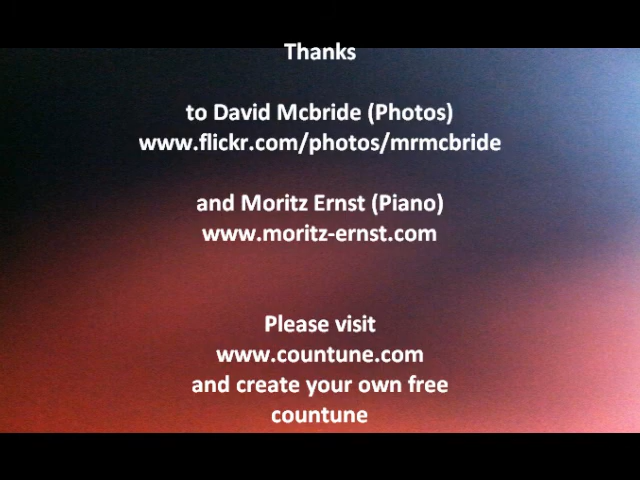 Thanks
to David Mcbride (Photos)
www.flickr.com/photos/mrmcbride
and Moritz Ernst (Piano)
www.moritz-ernst.com
Please visit
www.countune.com
and create your own free
countune